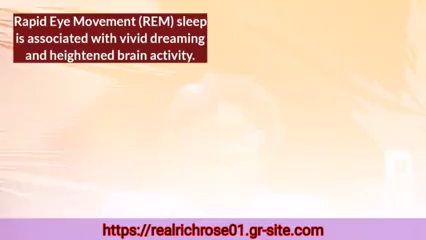 Rapid Eye Movement (REM) sleep
is associated with vivid dreaming
and heightened brain activity.
https://realrichrose01.gr-site.com